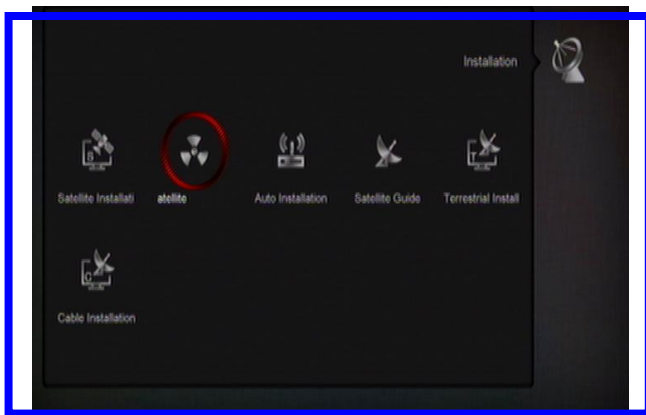 Installation
Satellite Installati
atellite
Auto Installation
Satellite Guide
Terrestrial Install
S
T
C
Cable Installation